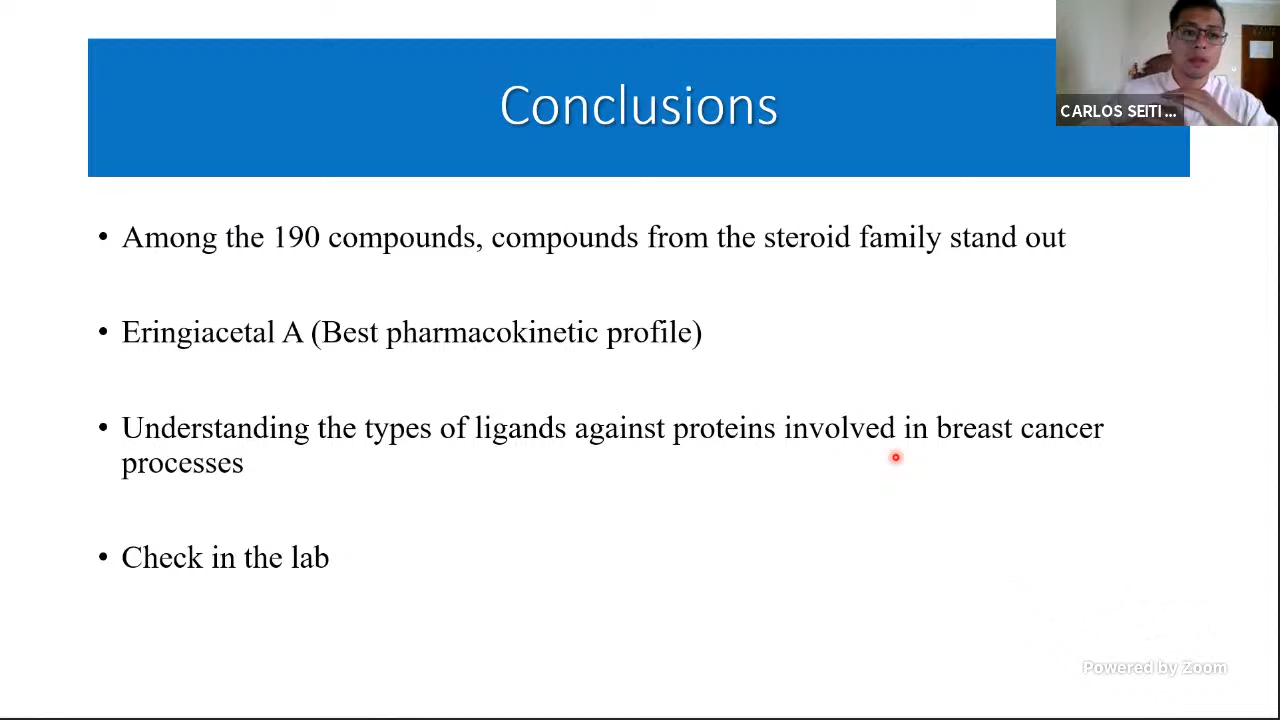 Conclusions
CARLOS SEITI...
• Among the 190 compounds, compounds from the steroid family stand out
• Eringiacetal A (Best pharmacokinetic profile)
• Understanding the types of ligands against proteins involved in breast cancer
processes
• Check in the lab
Powered by Zoom